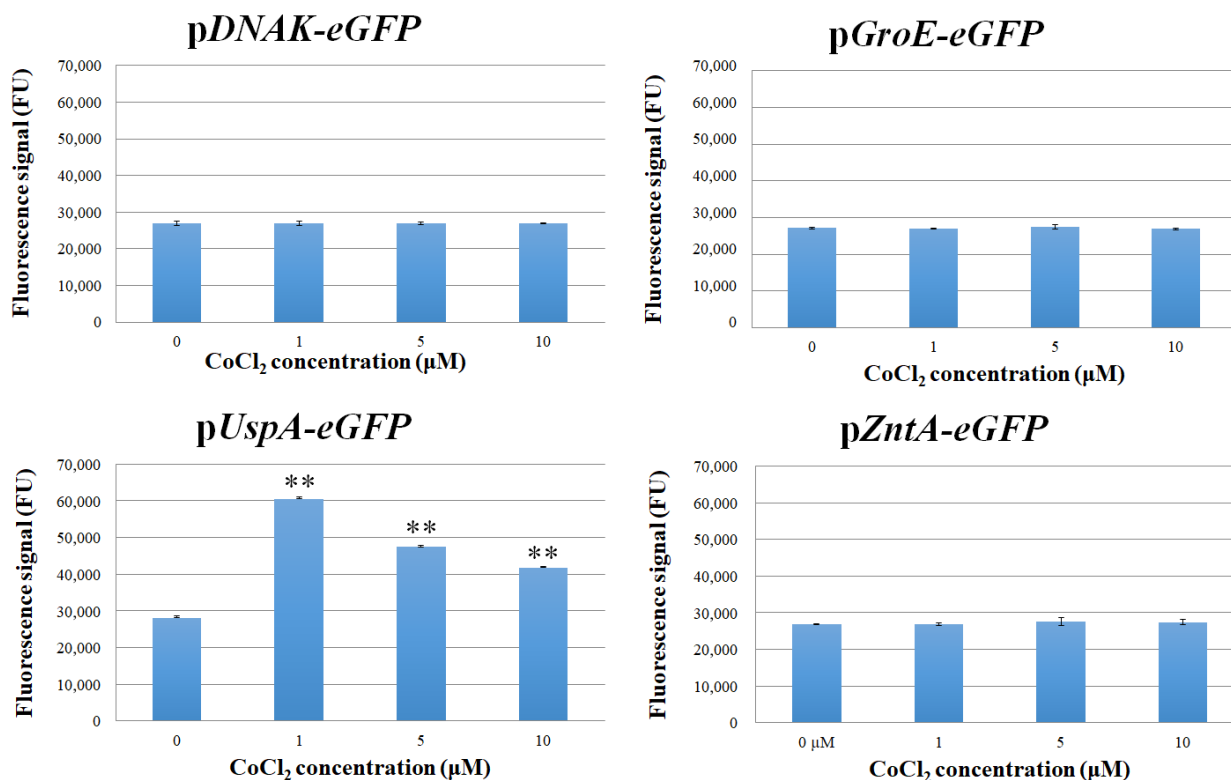 pDNAK-eGFP
Fluorescence signal (FU)
70,000
60,000
50,000
40,000
30,000
20,000
10,000
0
0 1 5 10
CoCl₂ concentration (µM)
pGroE-eGFP
Fluorescence signal (FU)
70,000
60,000
50,000
40,000
30,000
20,000
10,000
0
0 1 5 10
CoCl₂ concentration (µM)
pUspA-eGFP
Fluorescence signal (FU)
70,000
60,000
50,000
40,000
30,000
20,000
10,000
0
**
**
**
0 1 5 10
CoCl₂ concentration (µM)
pZntA-eGFP
Fluorescence signal (FU)
70,000
60,000
50,000
40,000
30,000
20,000
10,000
0
0 µM 1 5 10
CoCl₂ concentration (µM)